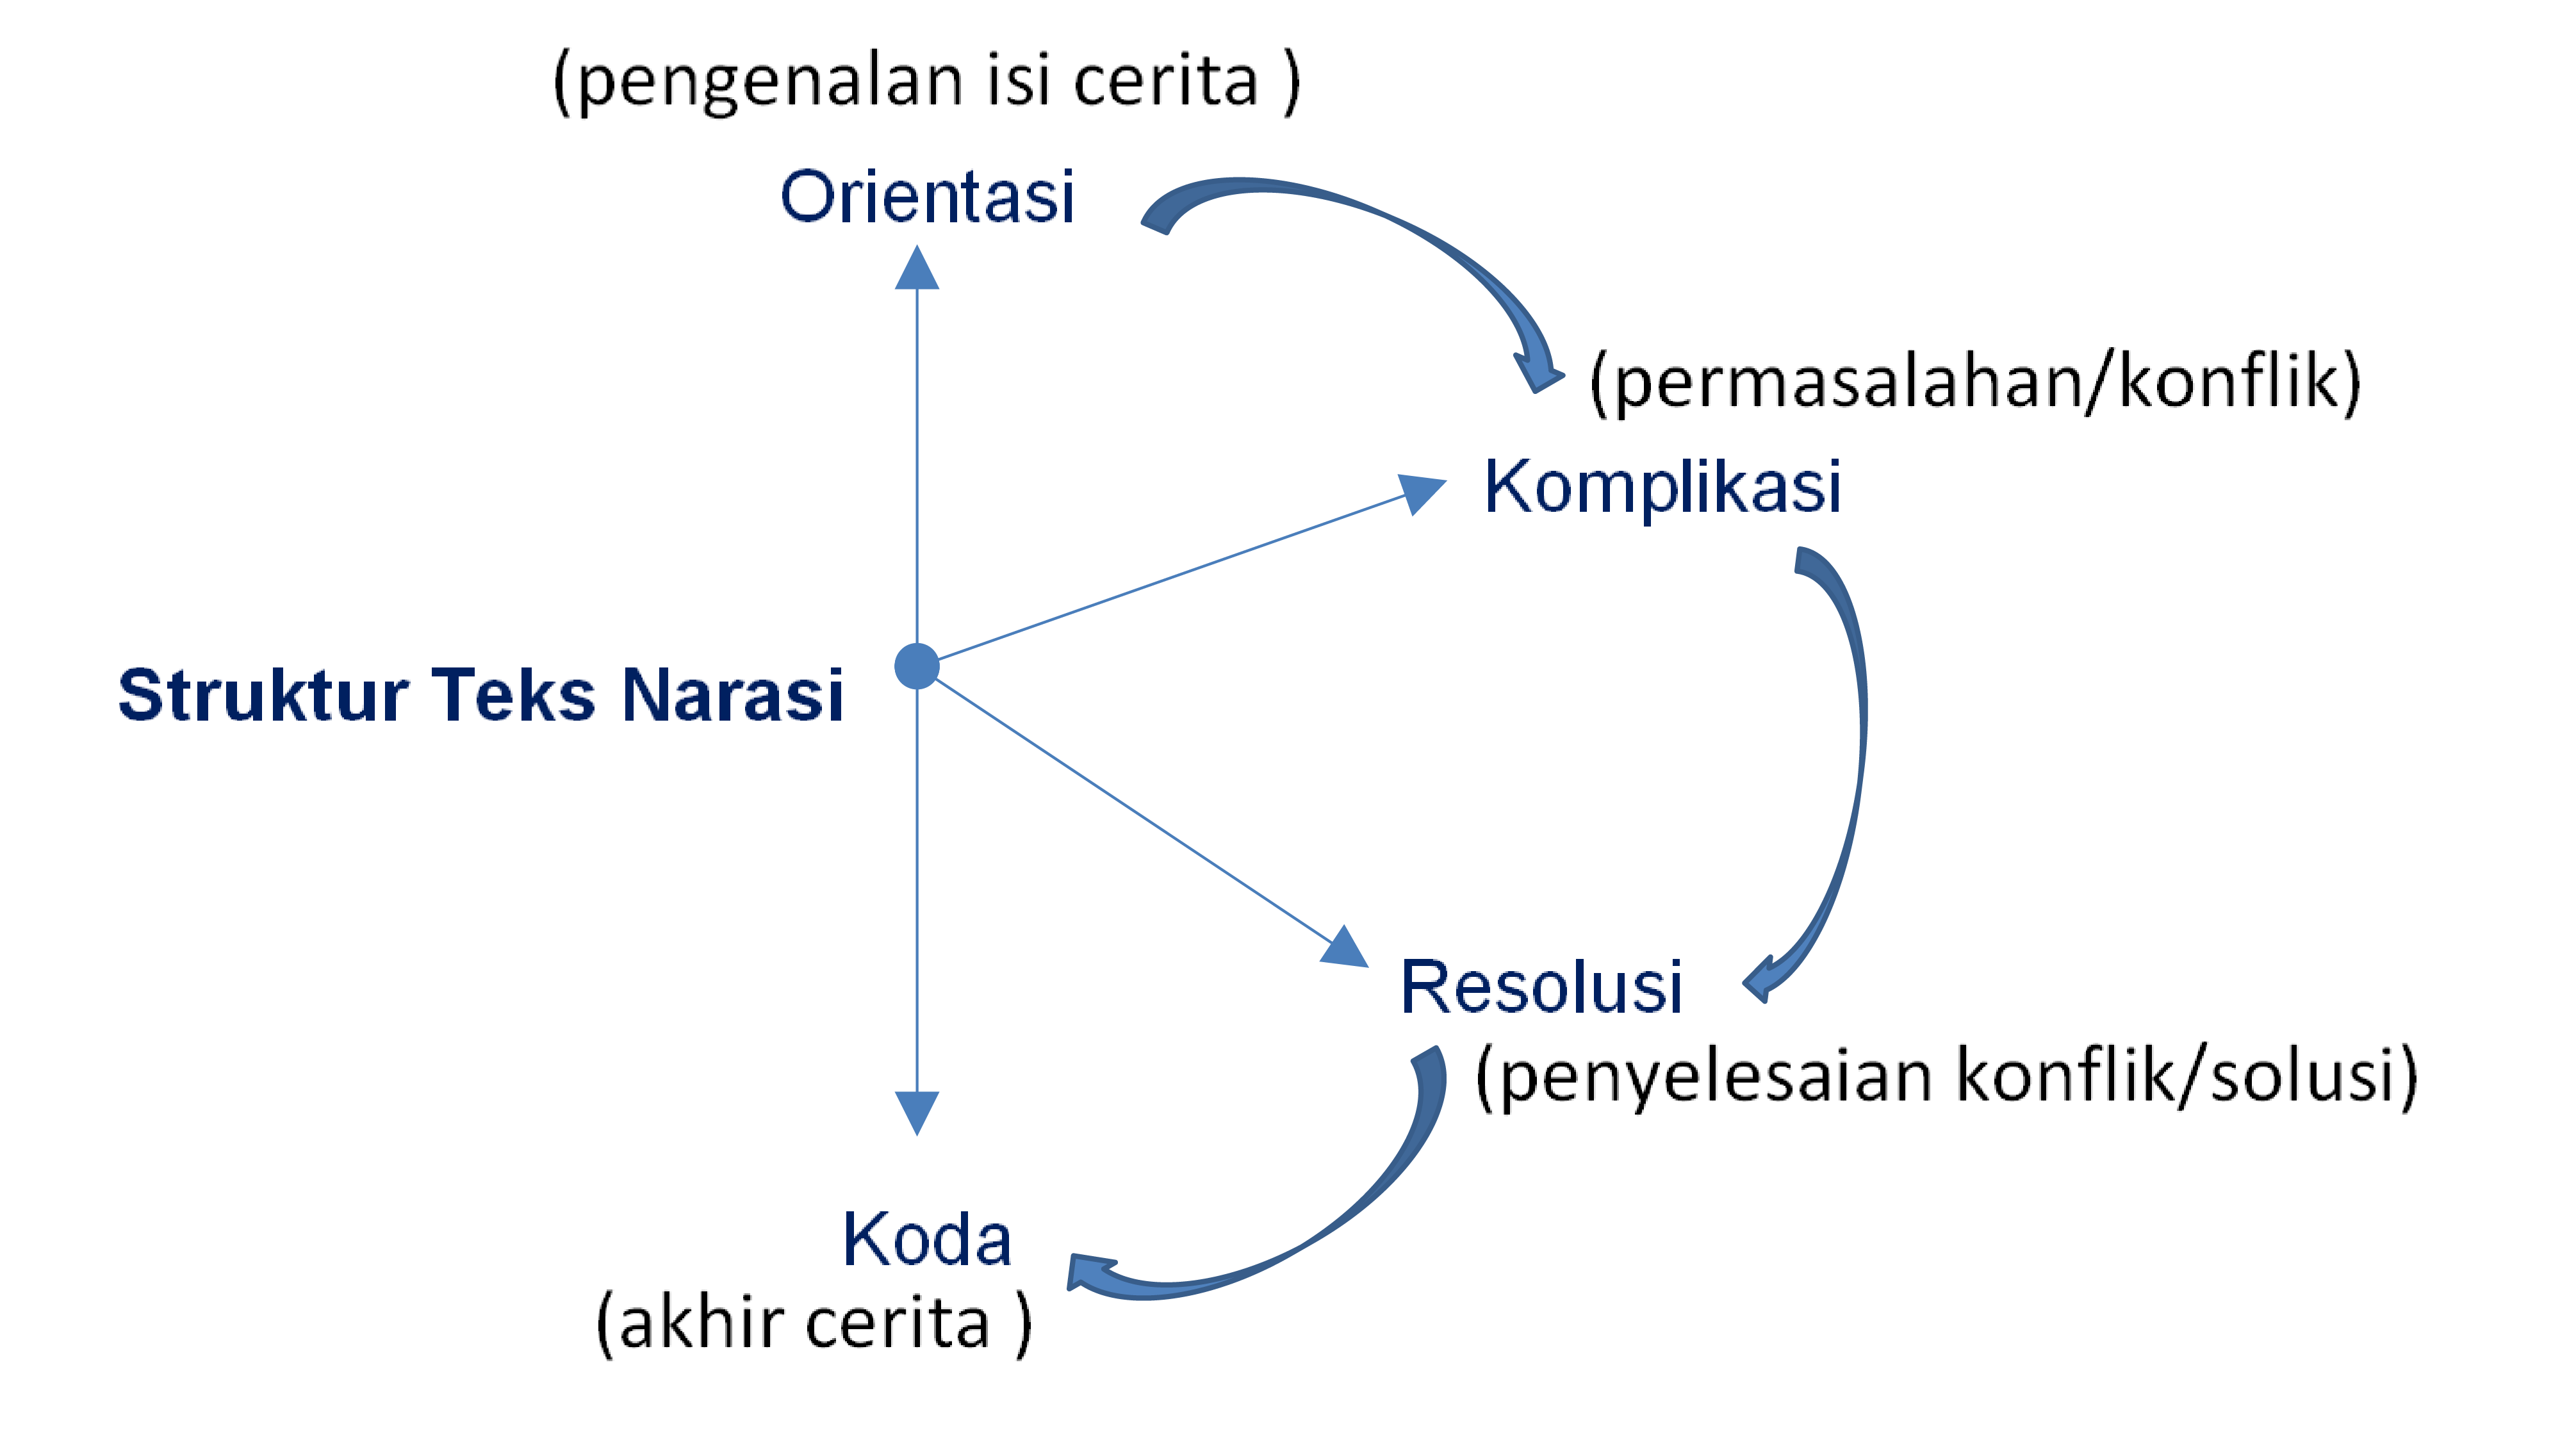 (pengenalan isi cerita )
Orientasi
(permasalahan/konflik)
Komplikasi
Struktur Teks Narasi
Resolusi
(penyelesaian konflik/solusi)
Koda
(akhir cerita )